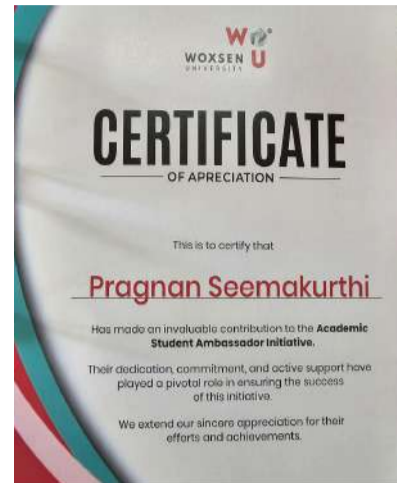 WOXSEN
UNIVERSITY
WOU
CERTIFICATE
OF APRECIATION
This is to certify that
Pragnan Seemakurthi
Has made an invaluable contribution to the Academic
Student Ambassador Initiative.
Their dedication, commitment, and active support have
played a pivotal role in ensuring the success
of this initiative.
We extend our sincere appreciation for their
efforts and achievements.